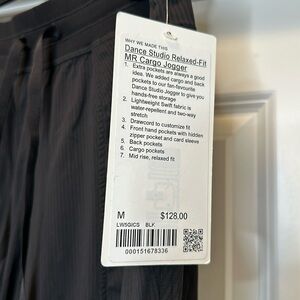 WHY WE MADE THIS
Dance Studio Relaxed-Fit
MR Cargo Jogger
1. Extra pockets are always a good
idea. We added cargo and back
pockets to our fan-favourite
Dance Studio Jogger to give you
hands-free storage
2. Lightweight Swift fabric is
water-repellent and two-way
stretch
3. Drawcord to customize fit
4. Front hand pockets with hidden
zipper pocket and card sleeve
5. Back pockets
6. Cargo pockets
7. Mid rise, relaxed fit
M $128.00
LW5GICS BLK
000151678336